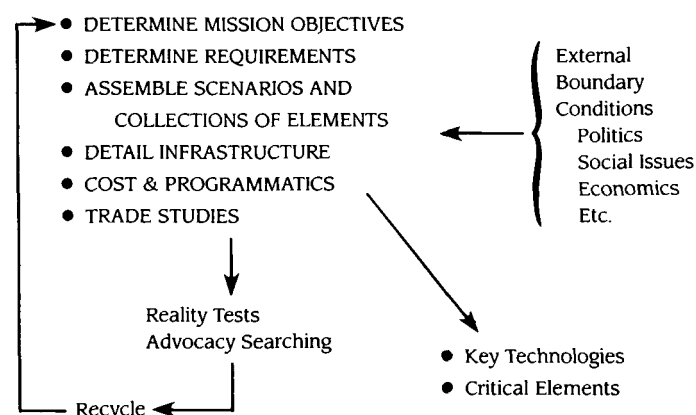 ● DETERMINE MISSION OBJECTIVES
● DETERMINE REQUIREMENTS
● ASSEMBLE SCENARIOS AND
COLLECTIONS OF ELEMENTS
● DETAIL INFRASTRUCTURE
● COST & PROGRAMMATICS
● TRADE STUDIES
External
Boundary
Conditions
Politics
Social Issues
Economics
Etc.
Reality Tests
Advocacy Searching
● Key Technologies
● Critical Elements
Recycle